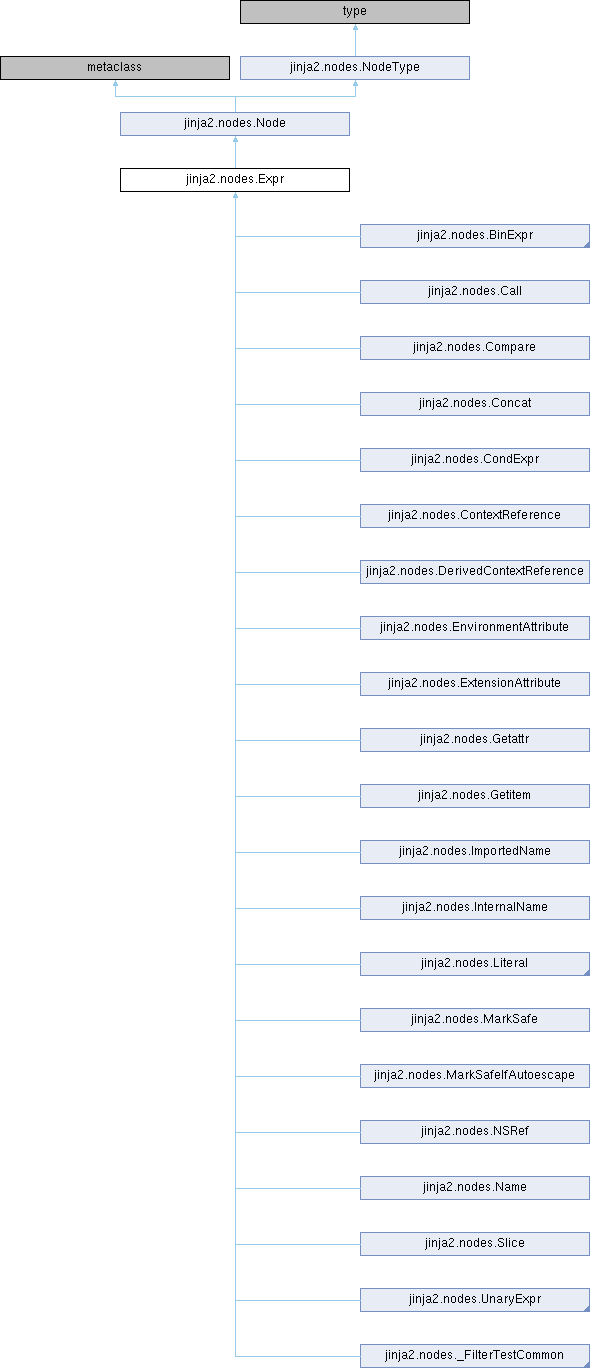 type
metaclass
jinja2.nodes.NodeType
jinja2.nodes.Node
jinja2.nodes.Expr
jinja2.nodes.BinExpr
jinja2.nodes.Call
jinja2.nodes.Compare
jinja2.nodes.Concat
jinja2.nodes.CondExpr
jinja2.nodes.ContextReference
jinja2.nodes.DerivedContextReference
jinja2.nodes.EnvironmentAttribute
jinja2.nodes.ExtensionAttribute
jinja2.nodes.Getattr
jinja2.nodes.Getitem
jinja2.nodes.ImportedName
jinja2.nodes.InternalName
jinja2.nodes.Literal
jinja2.nodes.MarkSafe
jinja2.nodes.MarkSafeIfAutoescape
jinja2.nodes.NSRef
jinja2.nodes.Name
jinja2.nodes.Slice
jinja2.nodes.UnaryExpr
jinja2.nodes._FilterTestCommon